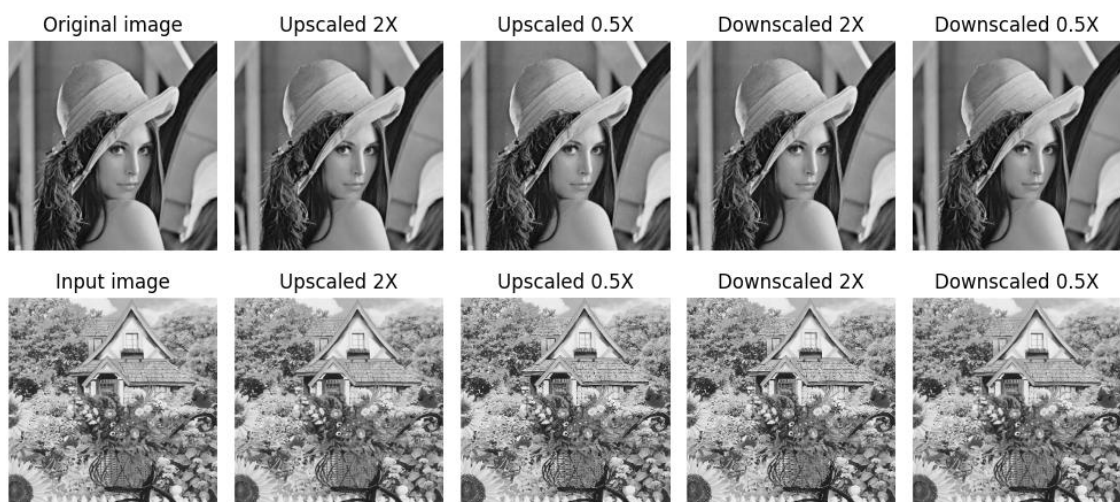 Original image
Upscaled 2X
Upscaled 0.5X
Downscaled 2X
Downscaled 0.5X
Input image
Upscaled 2X
Upscaled 0.5X
Downscaled 2X
Downscaled 0.5X